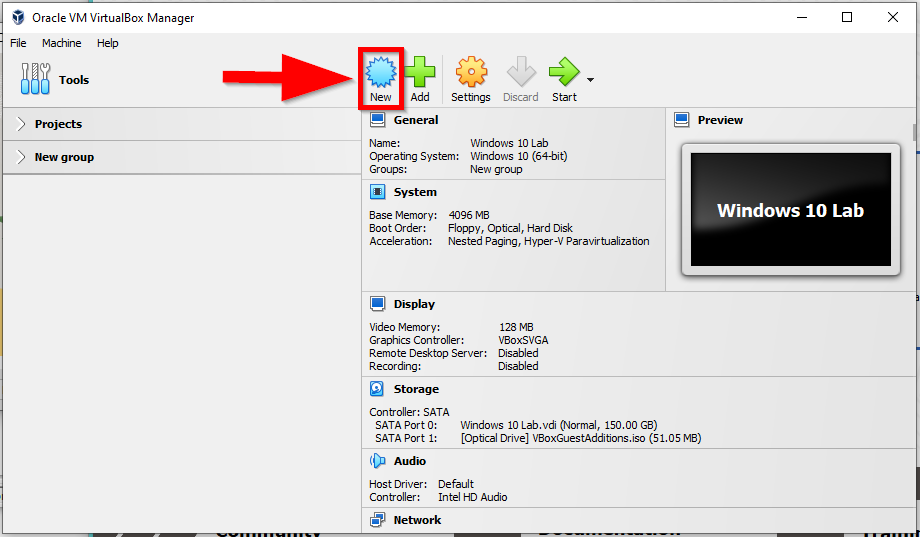 Oracle VM VirtualBox Manager
File Machine Help
Tools
New Add Settings Discard Start
Projects
New group
General
Name: Windows 10 Lab
Operating System: Windows 10 (64-bit)
Groups: New group
Preview
Windows 10 Lab
System
Base Memory: 4096 MB
Boot Order: Floppy, Optical, Hard Disk
Acceleration: Nested Paging, Hyper-V Paravirtualization
Display
Video Memory: 128 MB
Graphics Controller: VBoxSVGA
Remote Desktop Server: Disabled
Recording: Disabled
Storage
Controller: SATA
SATA Port 0: Windows 10 Lab.vdi (Normal, 150.00 GB)
SATA Port 1: [Optical Drive] VBoxGuestAdditions.iso (51.05 MB)
Audio
Host Driver: Default
Controller: Intel HD Audio
Network